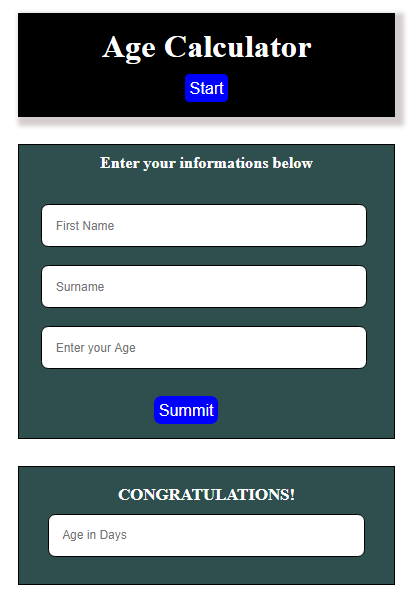 Age Calculator
Start
Enter your informations below
First Name
Surname
Enter your Age
Summit
CONGRATULATIONS!
Age in Days